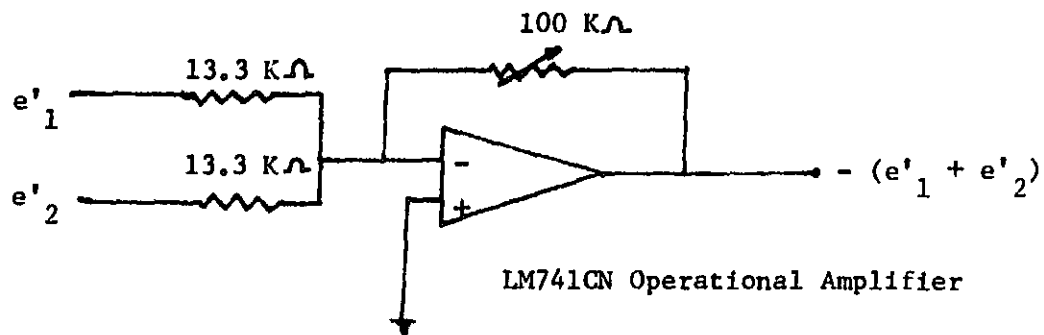 100 KΩ
13.3 KΩ
e'1
13.3 KΩ
e'2
-
+
- (e'1 + e'2)
LM741CN Operational Amplifier